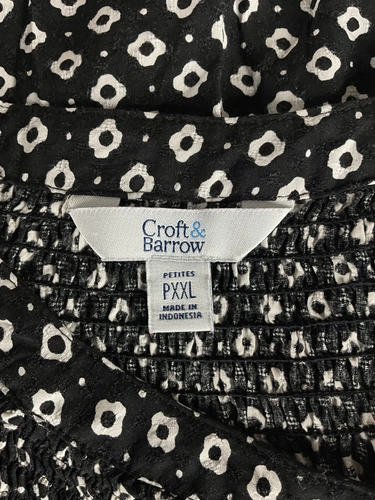 Croft&
Barrow
PETITES
PXXL
MADE IN
INDONESIA